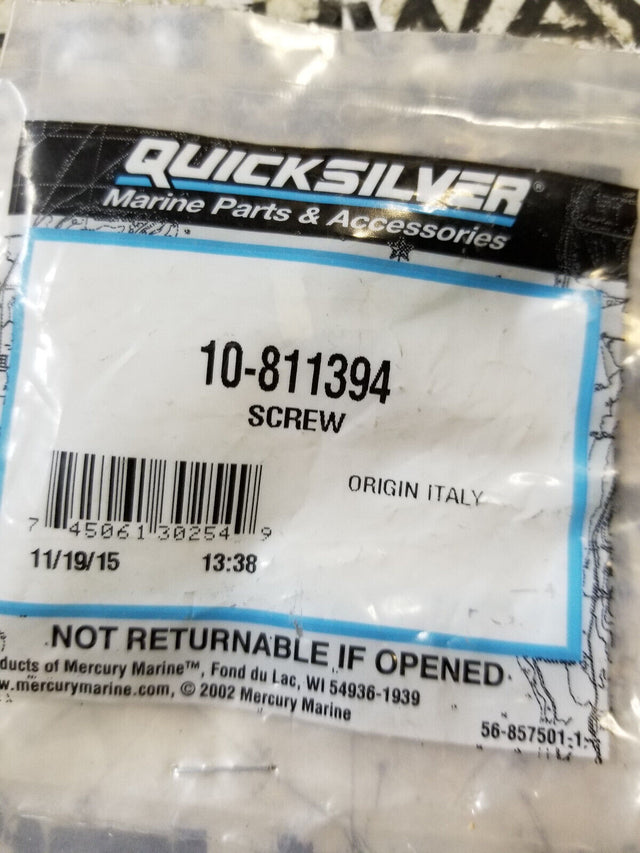 QUICKSILVER®
Marine Parts & Accessories
10-811394
SCREW
ORIGIN ITALY
7 45061 30254 9
11/19/15 13:38
NOT RETURNABLE IF OPENED
ducts of Mercury Marine™, Fond du Lac, WI 54936-1939
w.mercurymarine.com, © 2002 Mercury Marine
56-857501-1